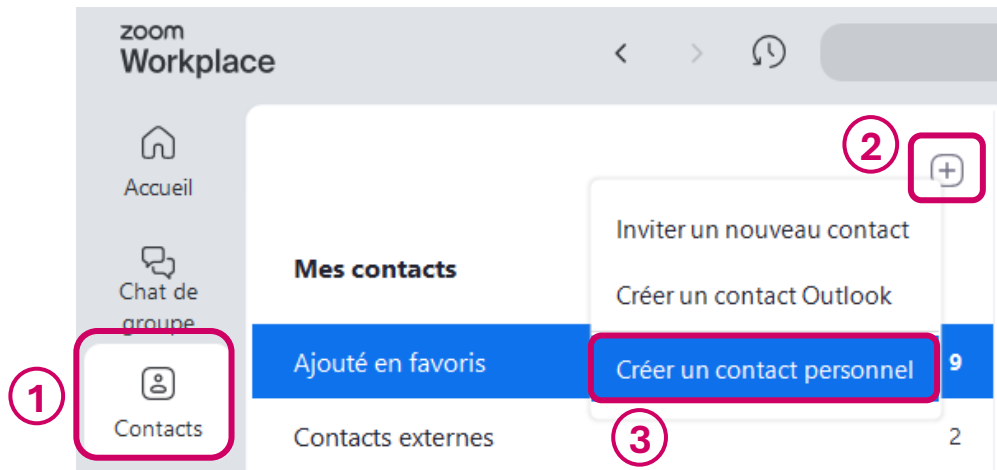 zoom
Workplace
Accueil
2
Inviter un nouveau contact
Chat de
groupe
Mes contacts
Créer un contact Outlook
1
Contacts
Ajouté en favoris
Créer un contact personnel
9
Contacts externes
3
2